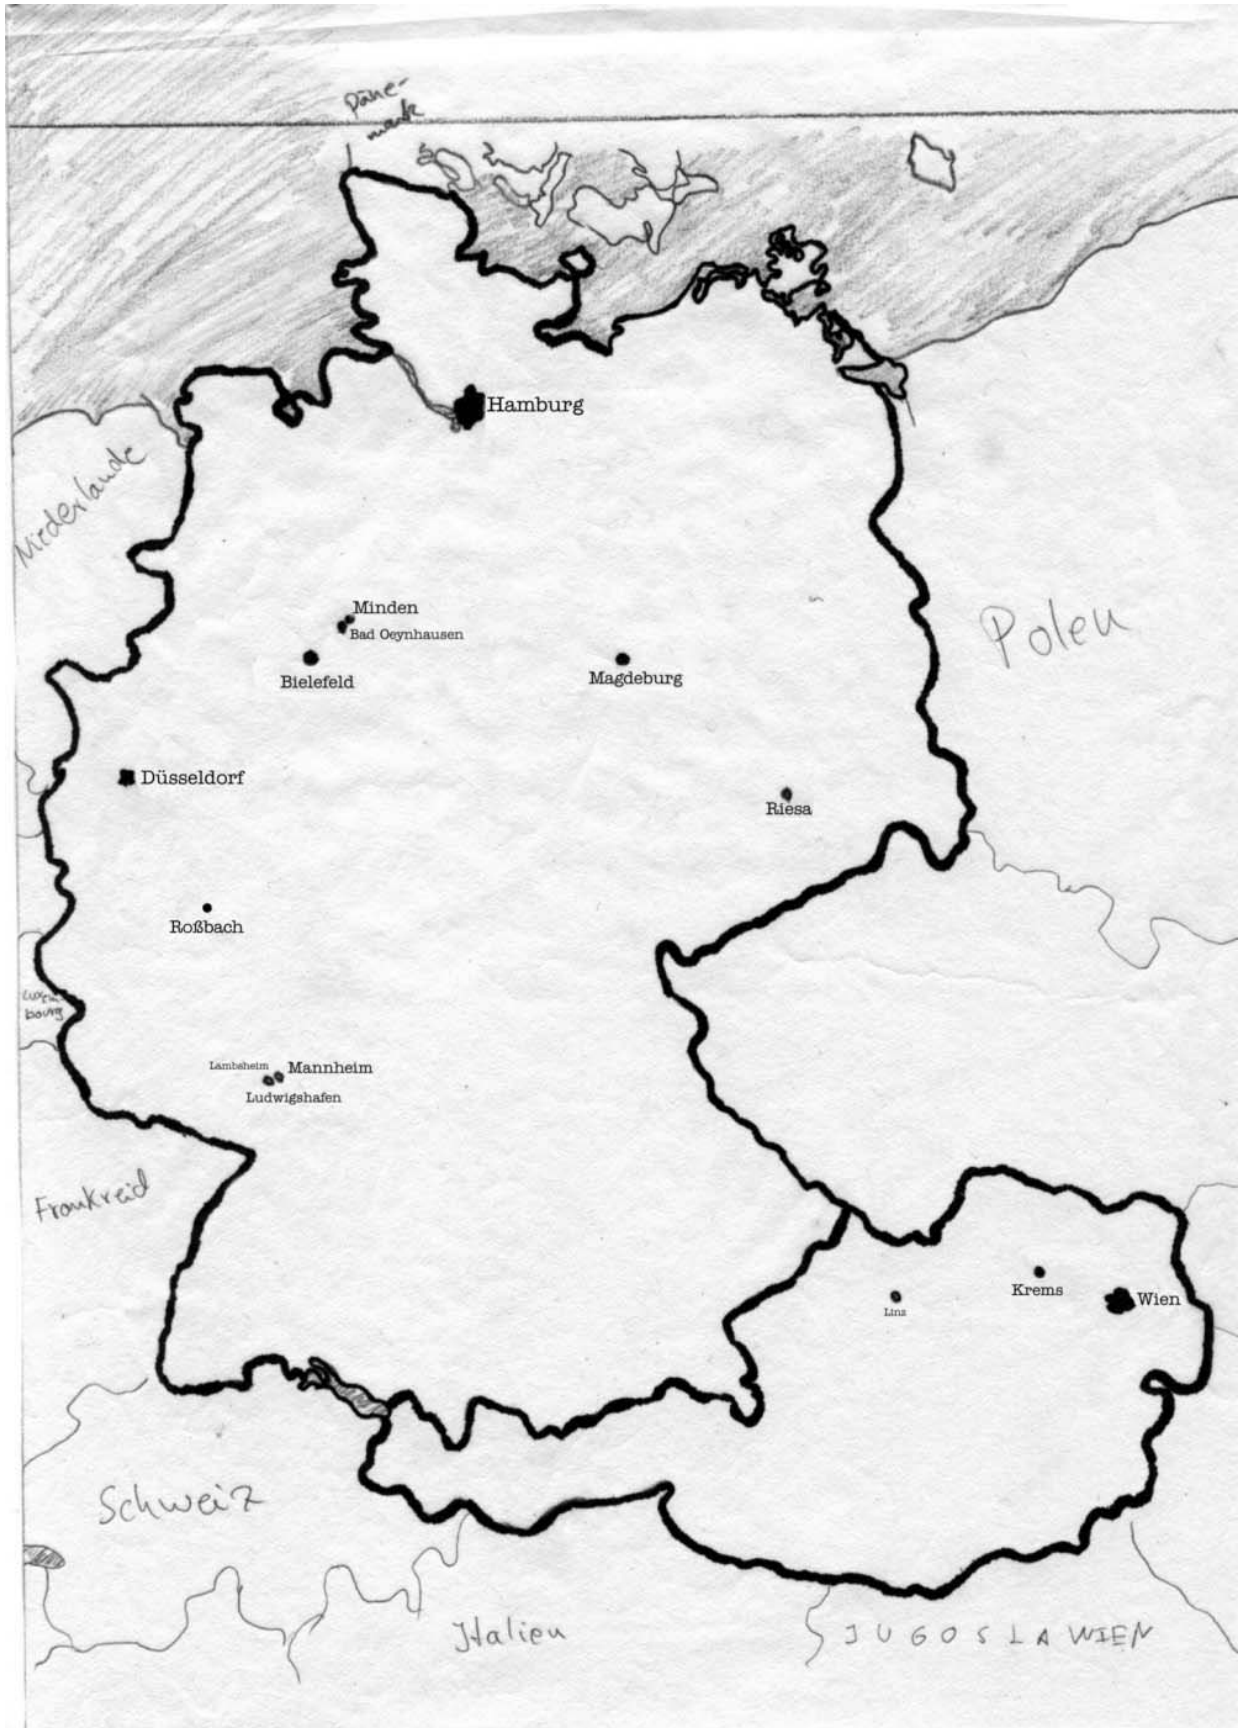 Däne-
mark
Hamburg
Niederlande
Minden
Bad Oeynhausen
Polen
Bielefeld
Magdeburg
Düsseldorf
Riesa
Roßbach
Luxem-
bourg
Lambsheim
Mannheim
Ludwigshafen
Frankreich
Krems
Wien
Linz
Schweiz
Italien
JUGOSLAWIEN